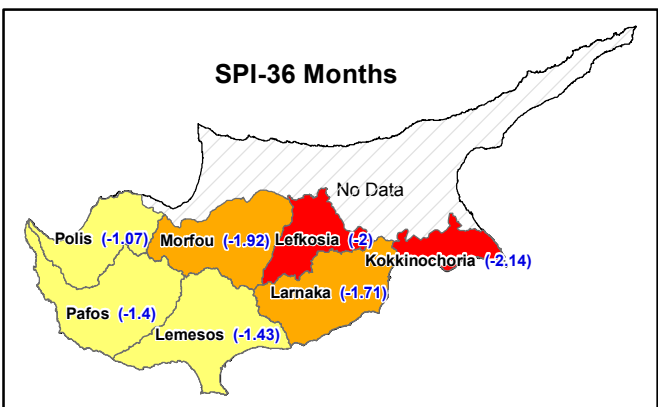 SPI-36 Months
No Data
Polis (-1.07)
Morfou (-1.92)
Lefkosia (-2)
Kokkinochoria (-2.14)
Larnaka (-1.71)
Pafos (-1.4)
Lemesos (-1.43)